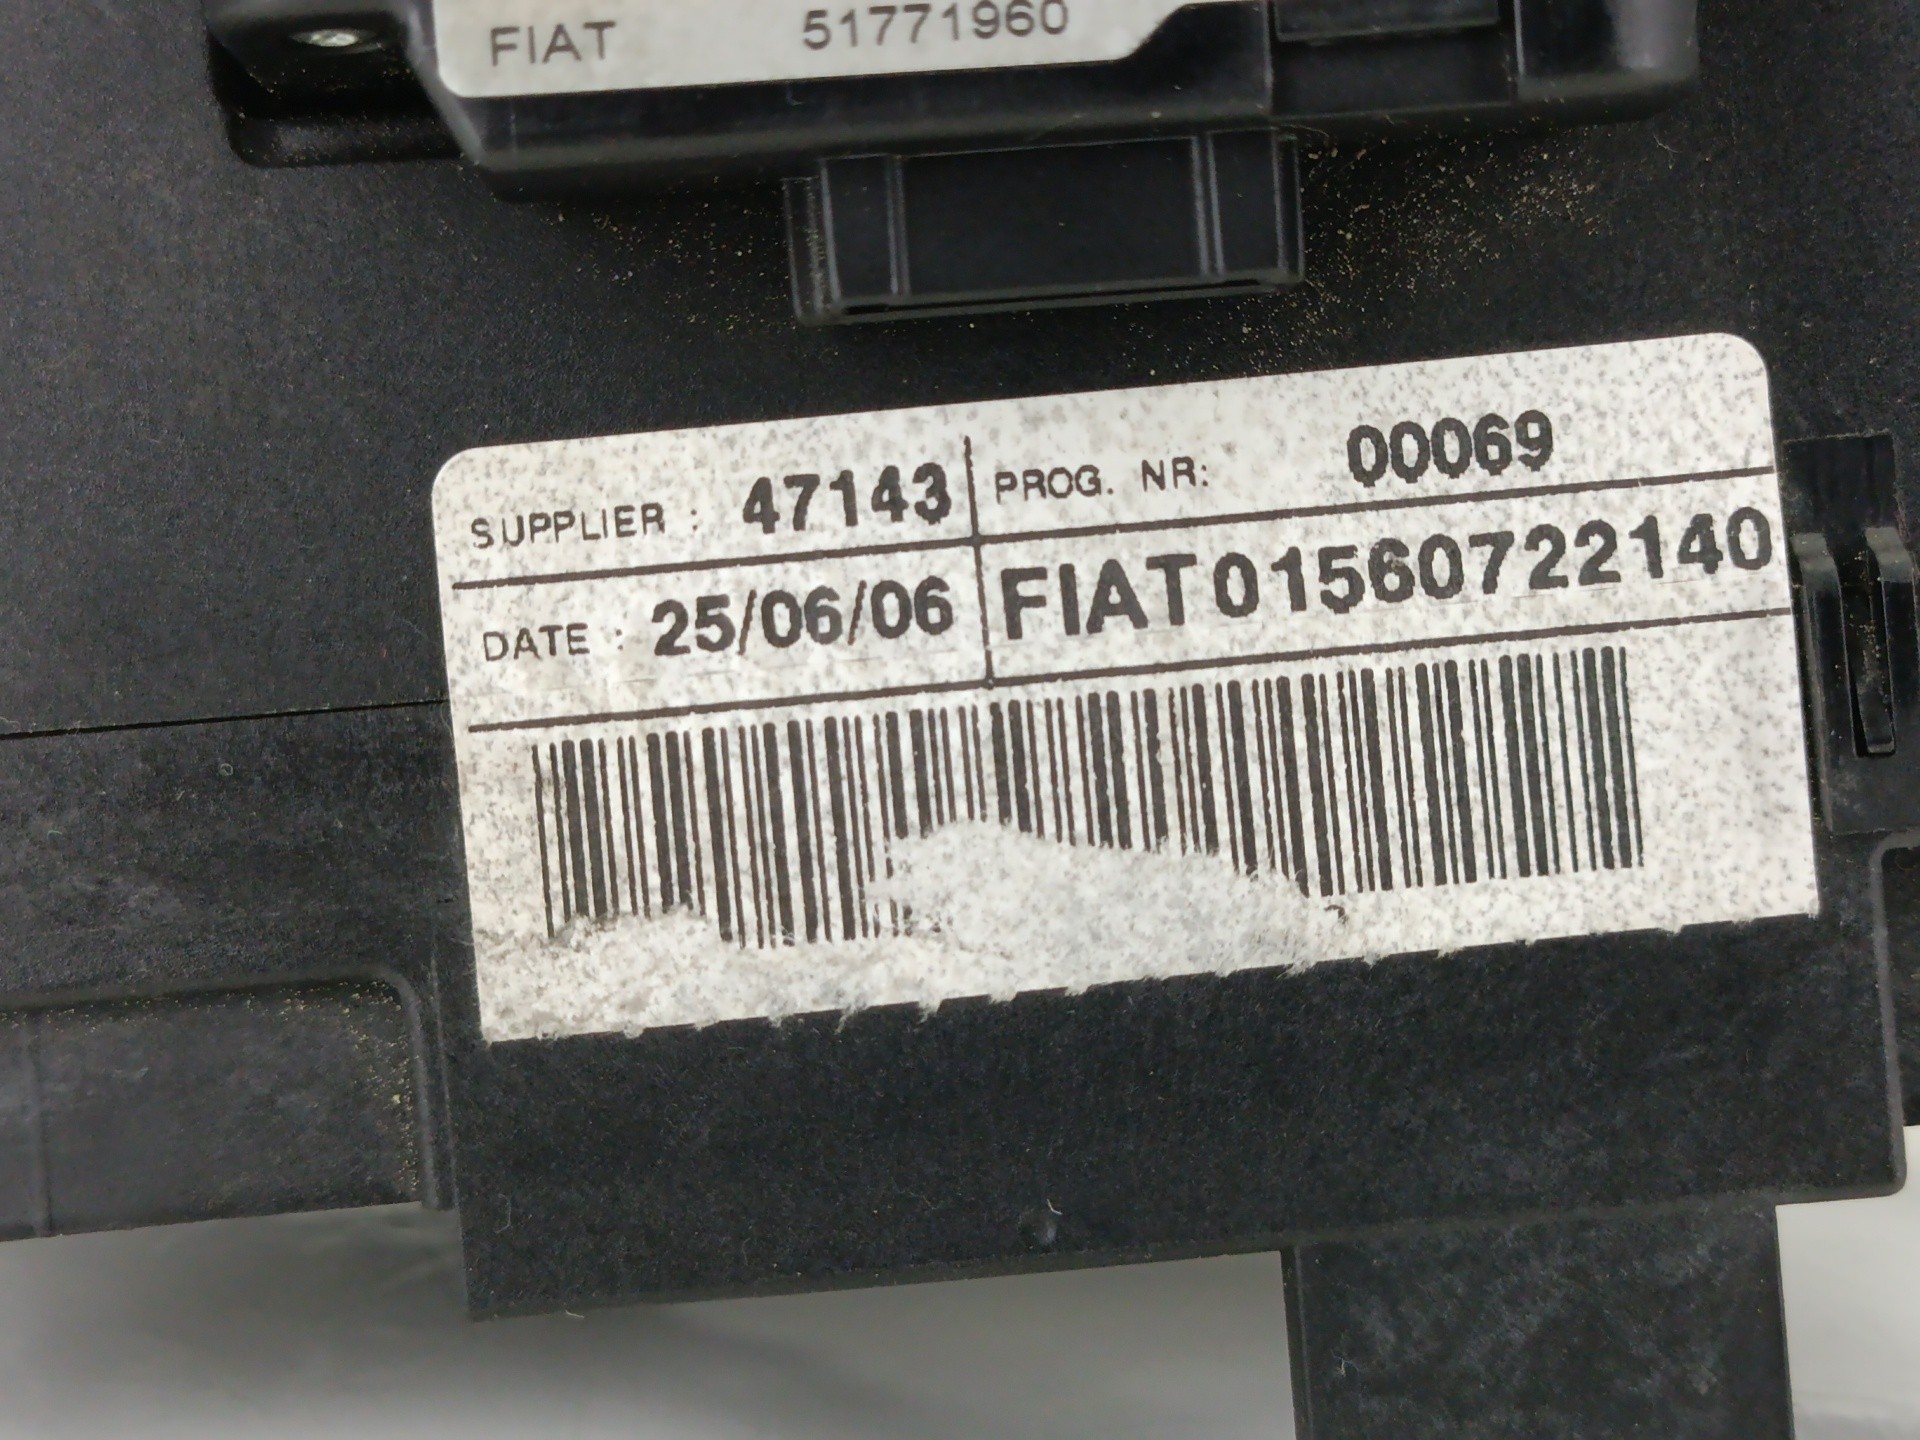 FIAT 51771960
SUPPLIER : 47143 PROG. NR: 00069
DATE : 25/06/06 FIAT01560722140